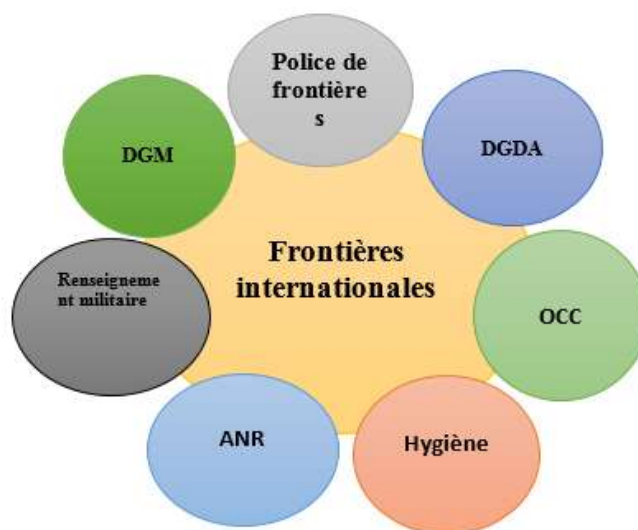 Police de
frontière
s
DGM
DGDA
Frontières
internationales
Renseigneme
nt militaire
OCC
ANR
Hygiène